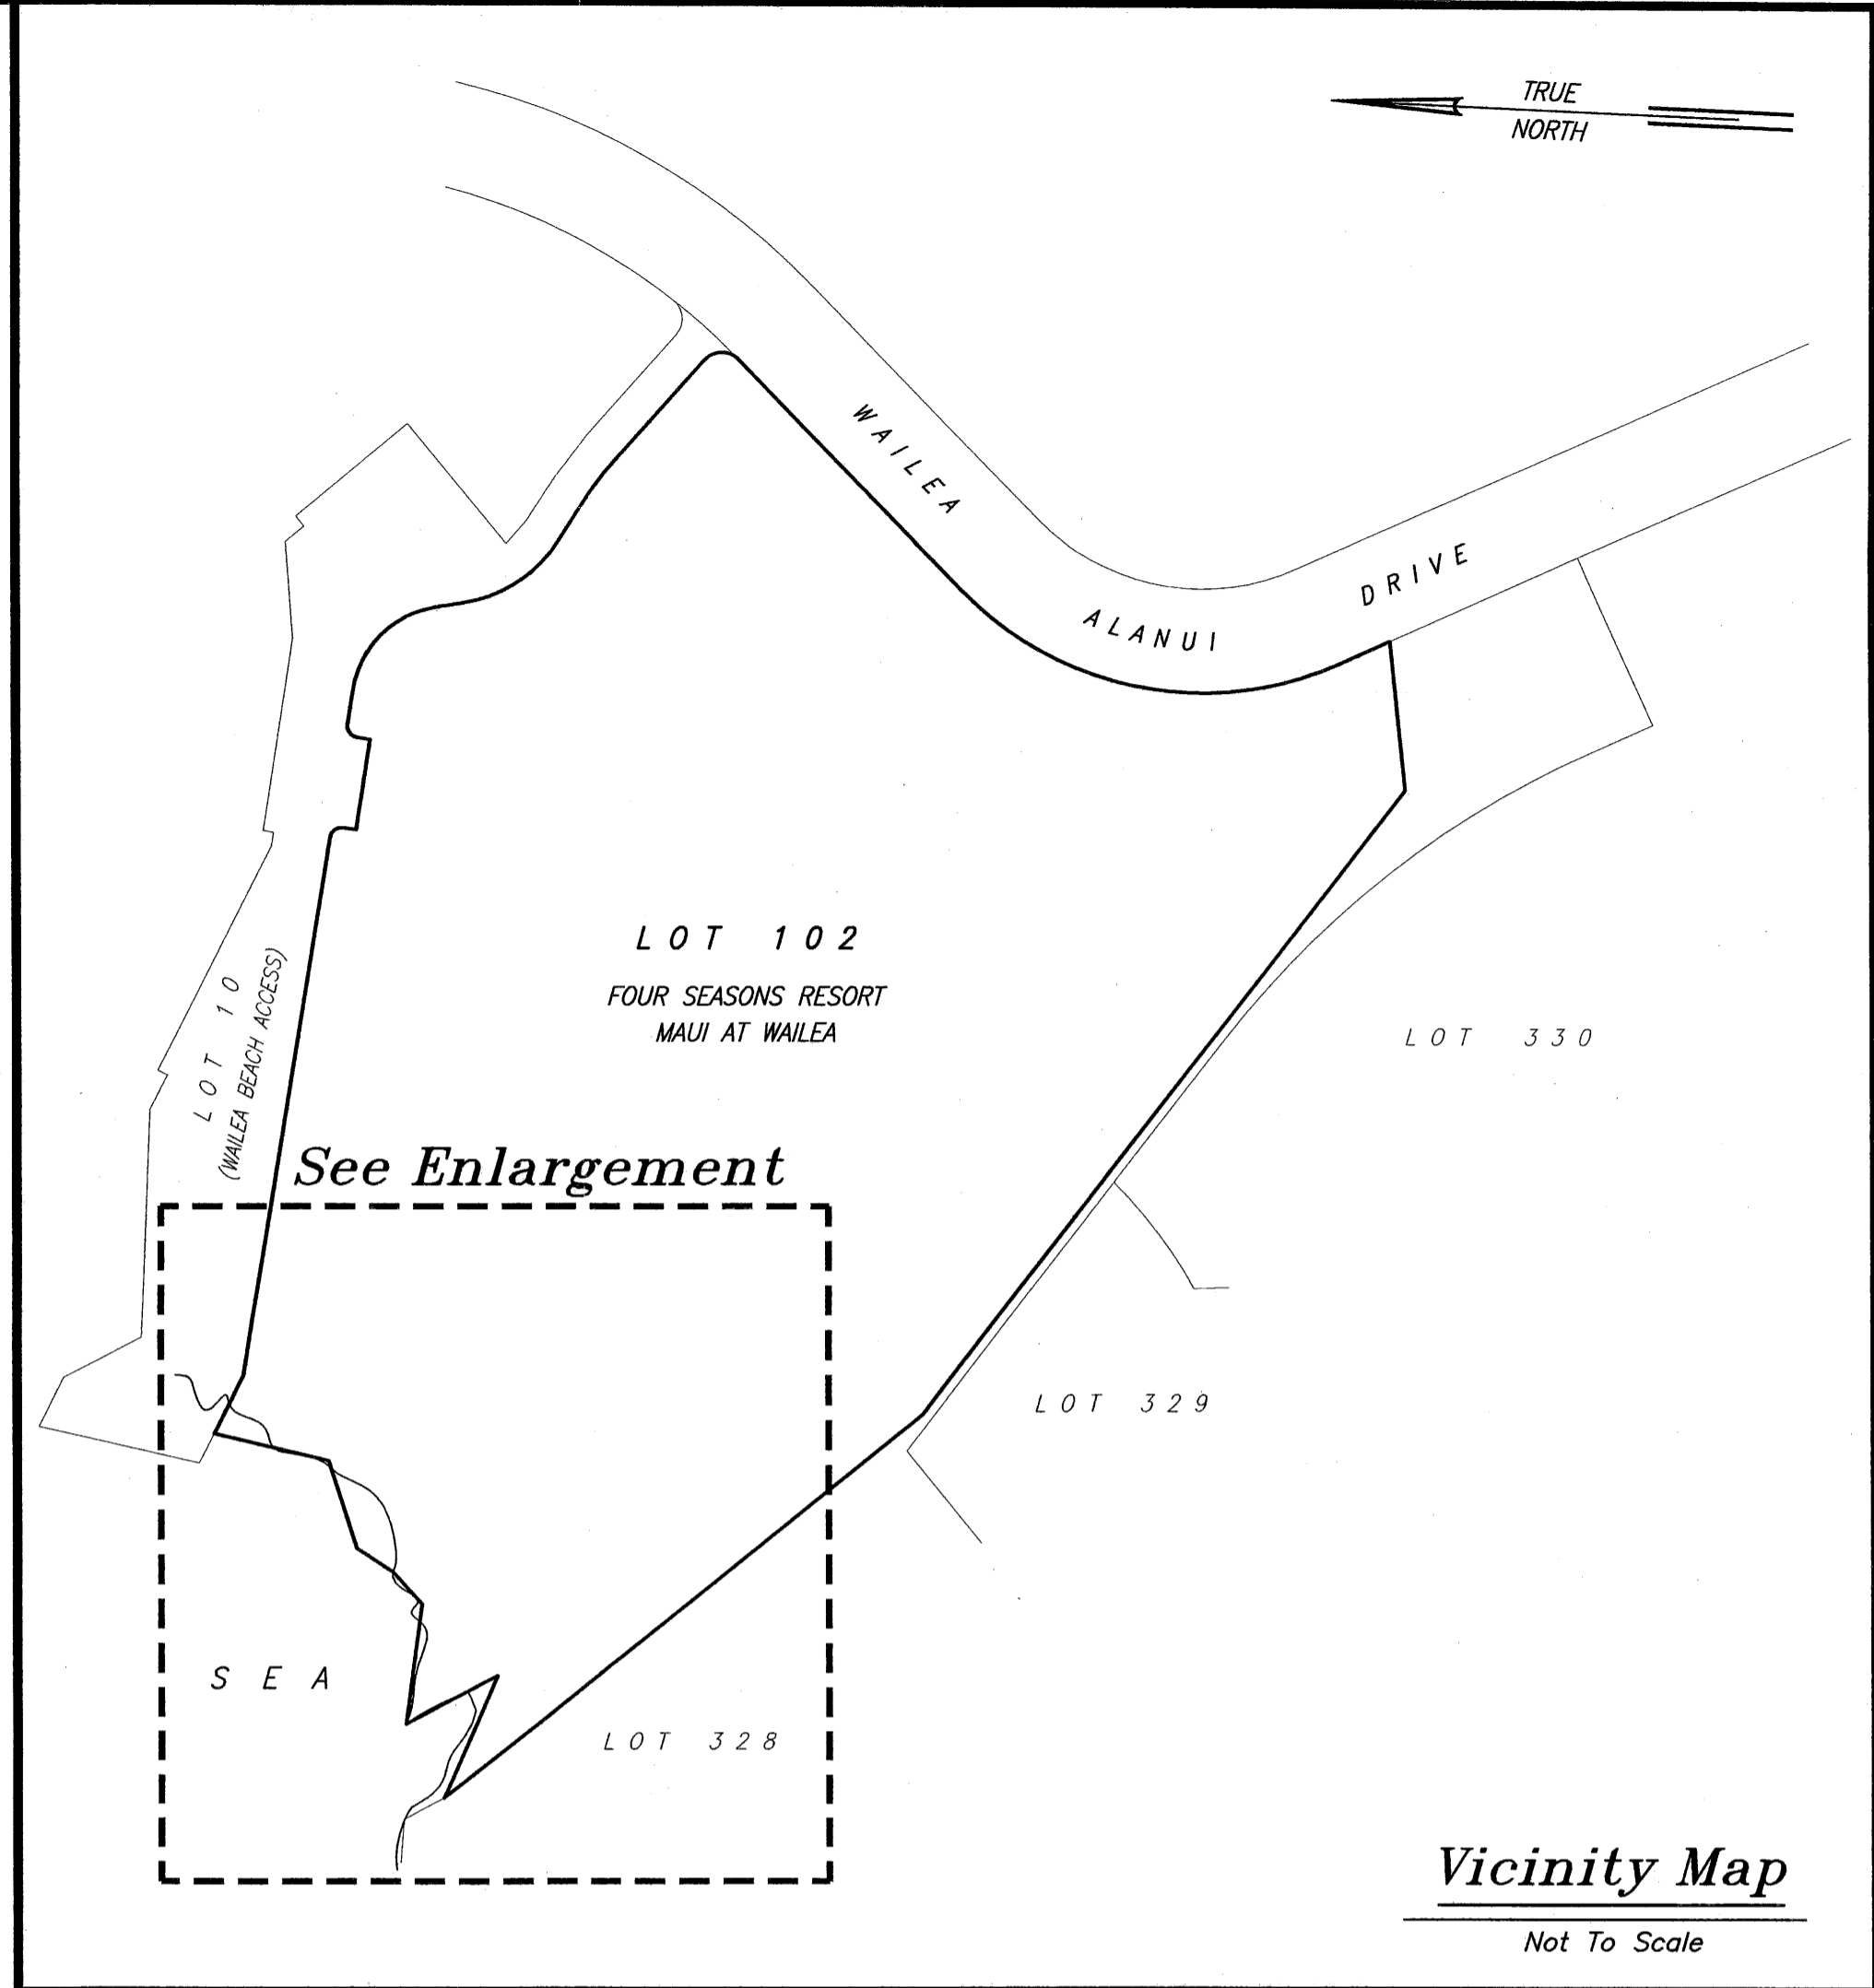 TRUE
NORTH
WAILEA
ALANUI
DRIVE
LOT 102
FOUR SEASONS RESORT
MAUI AT WAILEA
LOT 10
(WAILEA BEACH ACCESS)
LOT 330
See Enlargement
LOT 329
SEA
LOT 328
Vicinity Map
Not To Scale